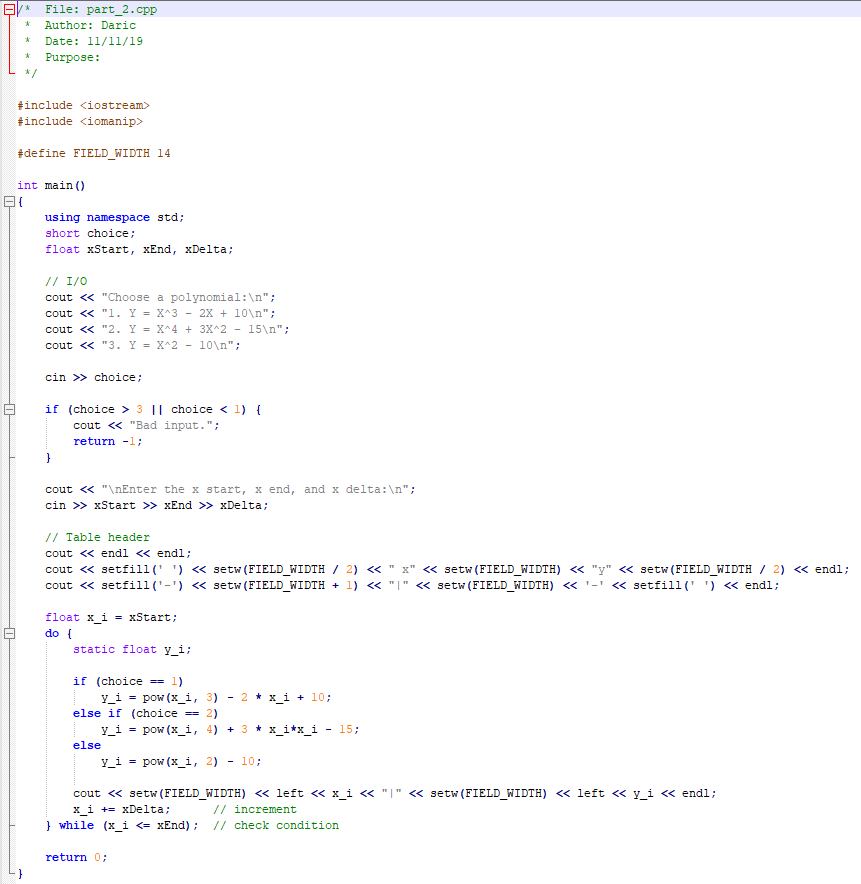 /*  File: part_2.cpp
 *  Author: Daric
 *  Date: 11/11/19
 *  Purpose:
 */

#include <iostream>
#include <iomanip>

#define FIELD_WIDTH 14

int main()
{
    using namespace std;
    short choice;
    float xStart, xEnd, xDelta;

    // I/O
    cout << "Choose a polynomial:\n";
    cout << "1. Y = X^3 - 2X + 10\n";
    cout << "2. Y = X^4 + 3X^2 - 15\n";
    cout << "3. Y = X^2 - 10\n";

    cin >> choice;

    if (choice > 3 || choice < 1) {
        cout << "Bad input.";
        return -1;
    }

    cout << "\nEnter the x start, x end, and x delta:\n";
    cin >> xStart >> xEnd >> xDelta;

    // Table header
    cout << endl << endl;
    cout << setfill(' ') << setw(FIELD_WIDTH / 2) << " x" << setw(FIELD_WIDTH) << "y" << setw(FIELD_WIDTH / 2) << endl;
    cout << setfill('-') << setw(FIELD_WIDTH + 1) << "|" << setw(FIELD_WIDTH) << '-' << setfill(' ') << endl;

    float x_i = xStart;
    do {
        static float y_i;

        if (choice == 1)
            y_i = pow(x_i, 3) - 2 * x_i + 10;
        else if (choice == 2)
            y_i = pow(x_i, 4) + 3 * x_i*x_i - 15;
        else
            y_i = pow(x_i, 2) - 10;

        cout << setw(FIELD_WIDTH) << left << x_i << "|" << setw(FIELD_WIDTH) << left << y_i << endl;
        x_i += xDelta;      // increment
    } while (x_i <= xEnd);  // check condition

    return 0;
}